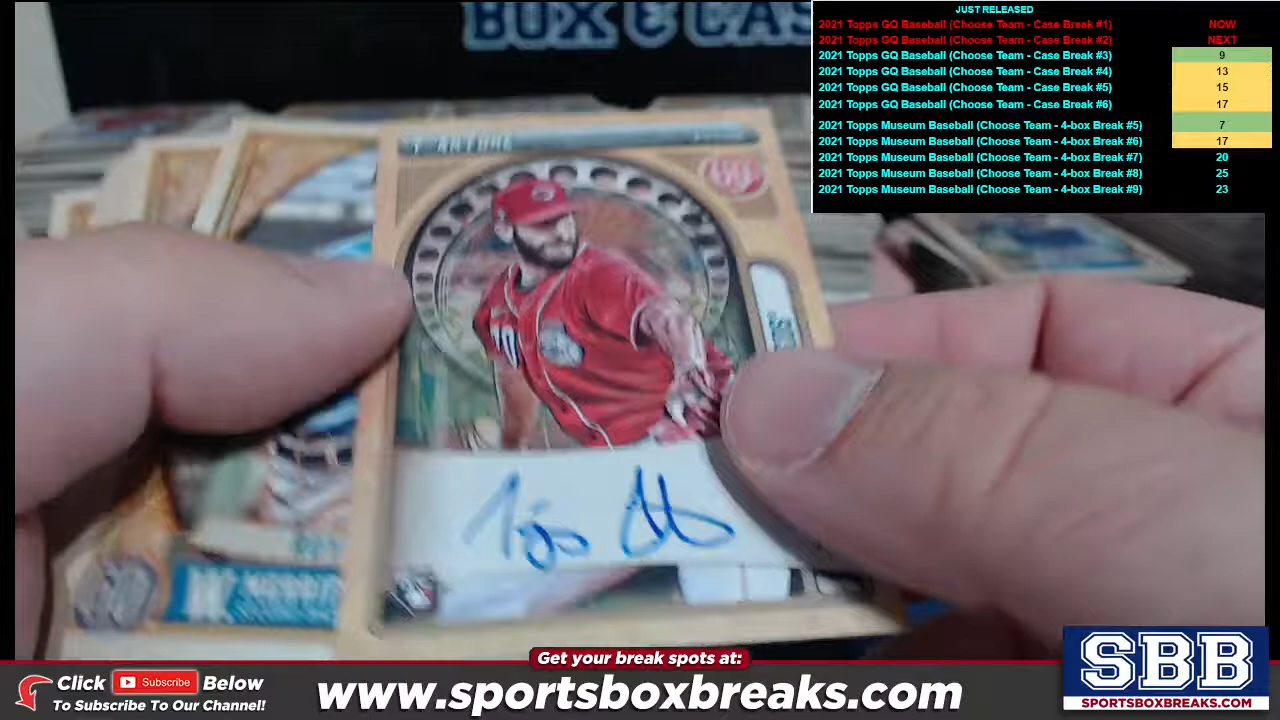 BOX & CAS
JUST RELEASED
2021 Topps GQ Baseball (Choose Team - Case Break #1) NOW
2021 Topps GQ Baseball (Choose Team - Case Break #2) NEXT
2021 Topps GQ Baseball (Choose Team - Case Break #3) 9
2021 Topps GQ Baseball (Choose Team - Case Break #4) 13
2021 Topps GQ Baseball (Choose Team - Case Break #5) 15
2021 Topps GQ Baseball (Choose Team - Case Break #6) 17
2021 Topps Museum Baseball (Choose Team - 4-box Break #5) 7
2021 Topps Museum Baseball (Choose Team - 4-box Break #6) 17
2021 Topps Museum Baseball (Choose Team - 4-box Break #7) 20
2021 Topps Museum Baseball (Choose Team - 4-box Break #8) 25
2021 Topps Museum Baseball (Choose Team - 4-box Break #9) 23
T. ANTONE
GQ
Get your break spots at:
Click Subscribe Below
To Subscribe To Our Channel!
www.sportsboxbreaks.com
SBB
SPORTSBOXBREAKS.COM